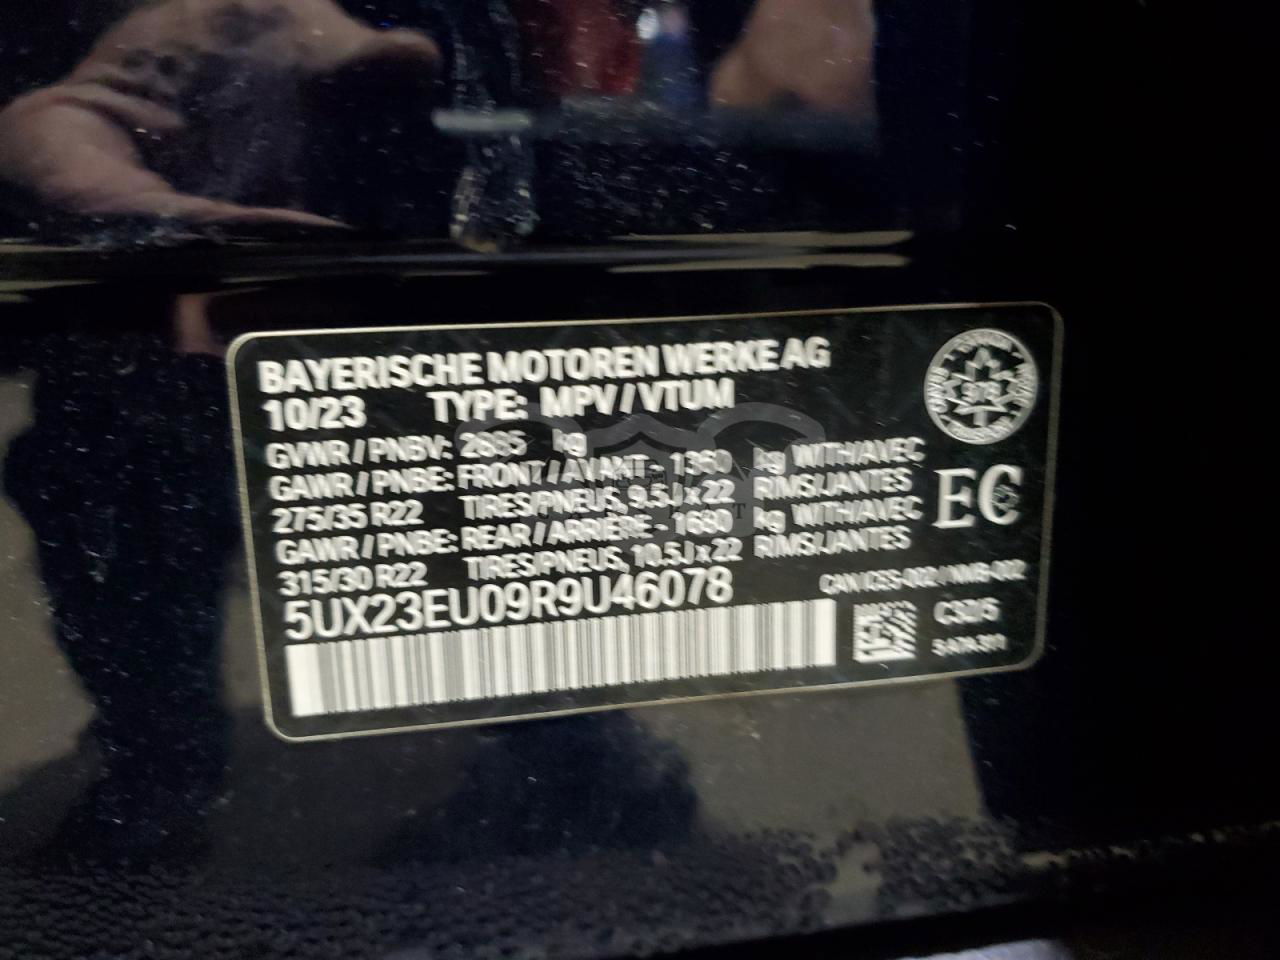 BAYERISCHE MOTOREN WERKE AG
10/23 TYPE: MPV / VTUM
GVWR / PNBV: 2885 kg
GAWR / PNBE: FRONT / AVANT - 1360 kg WITH/AVEC
275/35 R22 TIRES/PNEUS, 9.5J x 22 RIMS/JANTES
GAWR / PNBE: REAR / ARRIÈRE - 1680 kg WITH/AVEC
315/30 R22 TIRES/PNEUS, 10.5J x 22 RIMS/JANTES
5UX23EU09R9U46078
CAN ICES-002 / NMB-002
978
EC